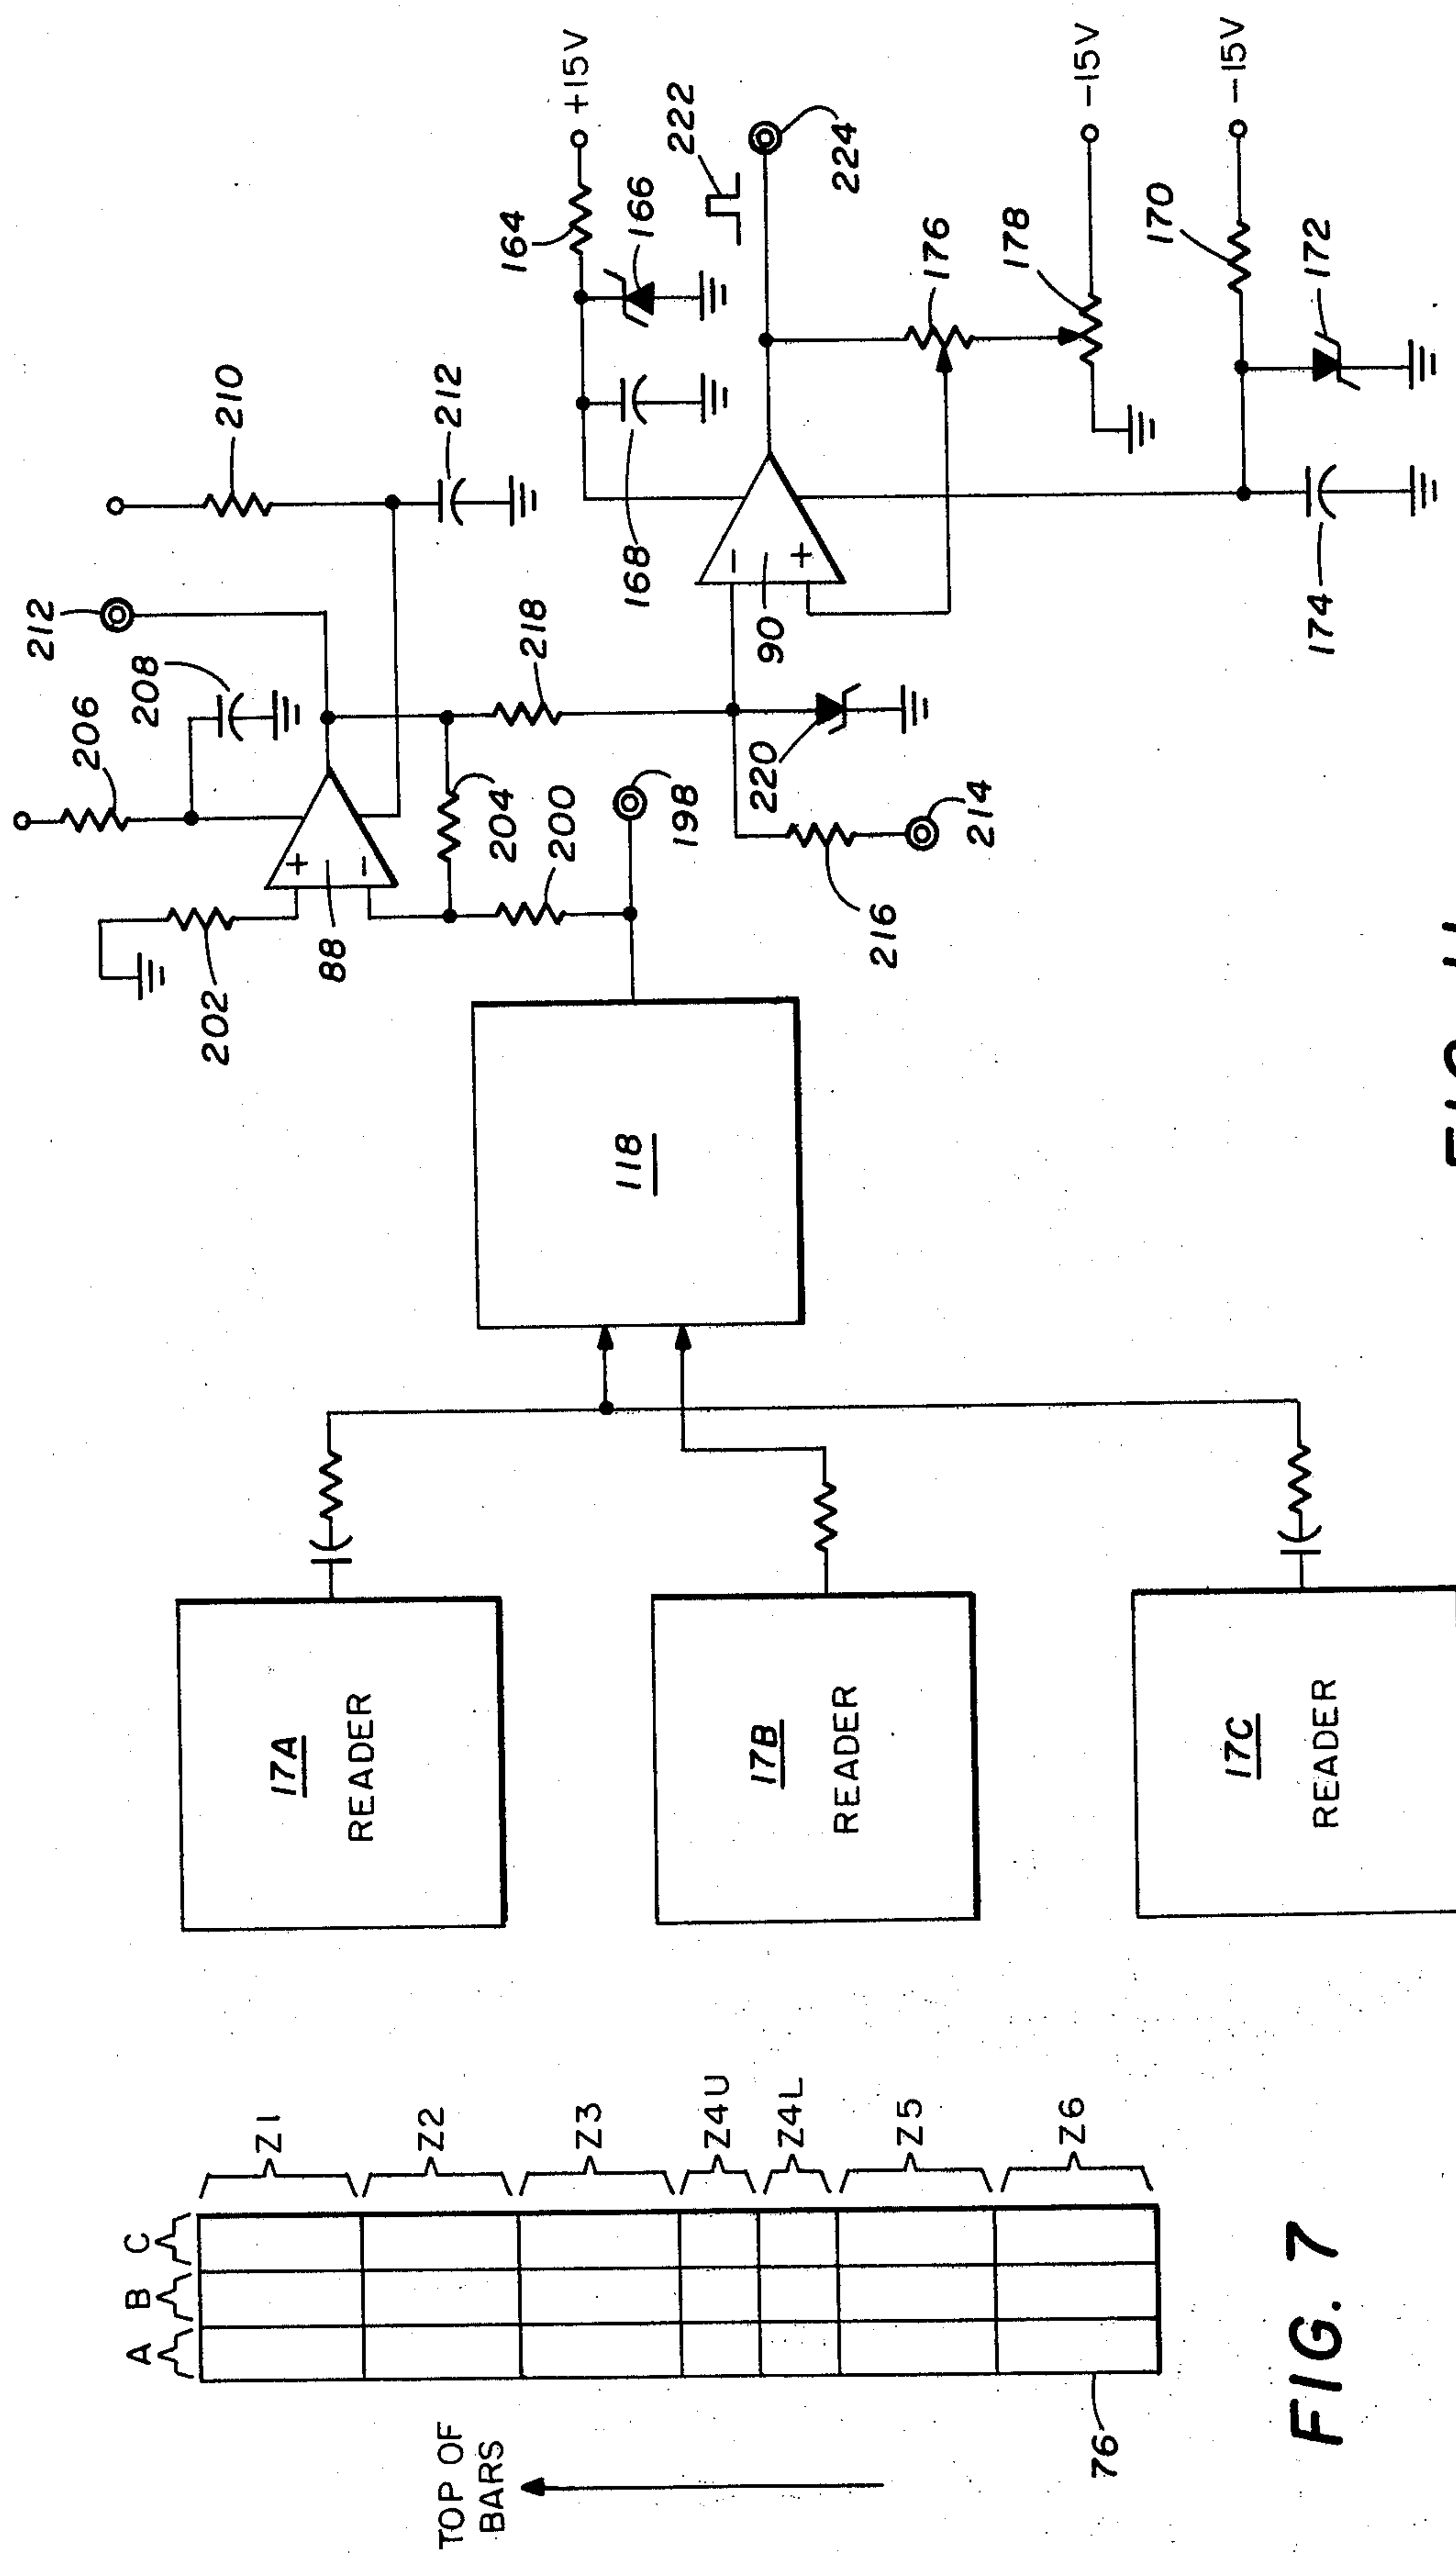 TOP OF
BARS
A B C
Z1
Z2
Z3
Z4U
Z4L
Z5
Z6
76
FIG. 7
17A
READER
17B
READER
17C
READER
118
202
88
+
−
206
208
212
210
212
204
200
198
218
216
214
220
90
−
+
168
164
166
+15V
222
224
176
178
−15V
170
−15V
172
174